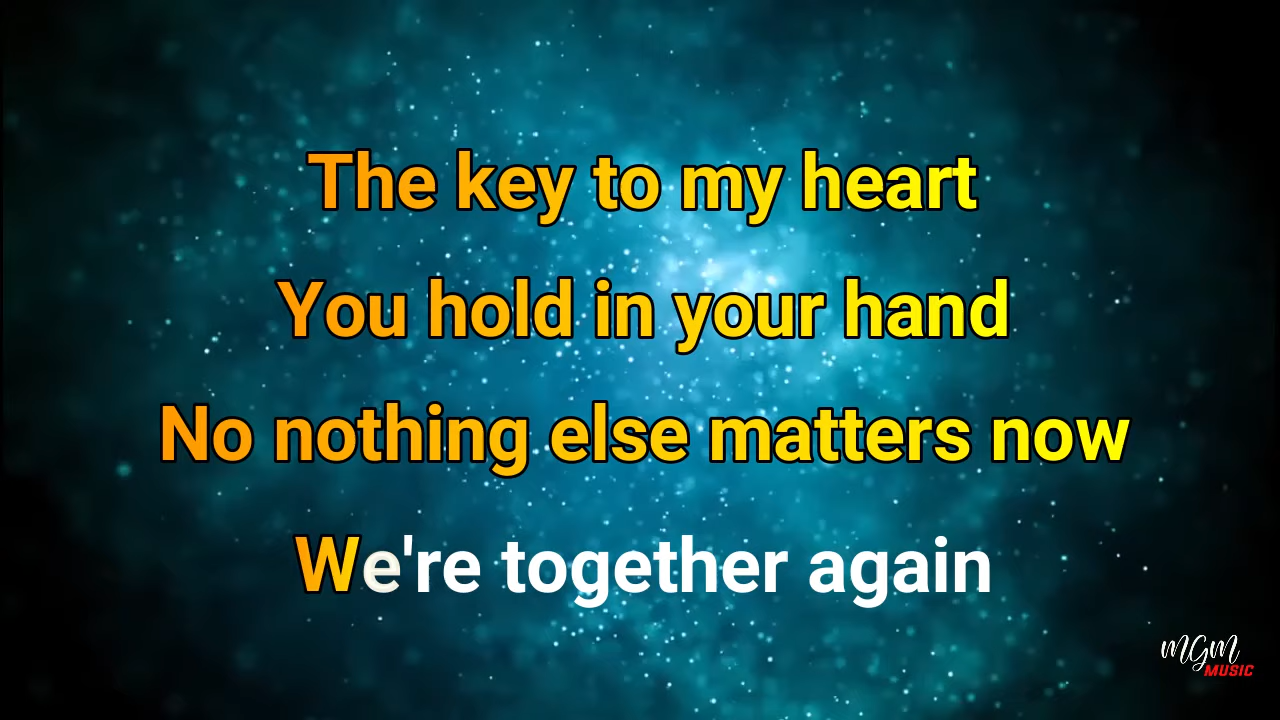 The key to my heart
You hold in your hand
No nothing else matters now
We're together again
MGM
MUSIC